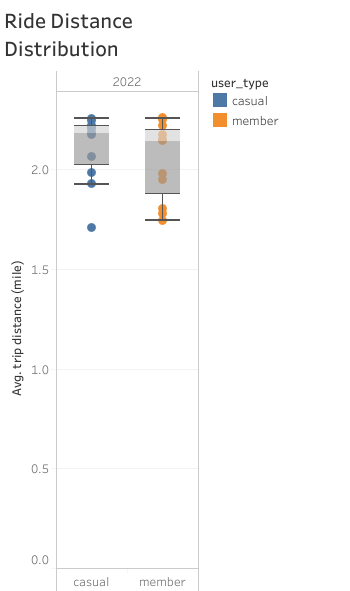 Ride Distance
Distribution
2022
user_type
casual
member
Avg. trip distance (mile)
2.0
1.5
1.0
0.5
0.0
casual
member